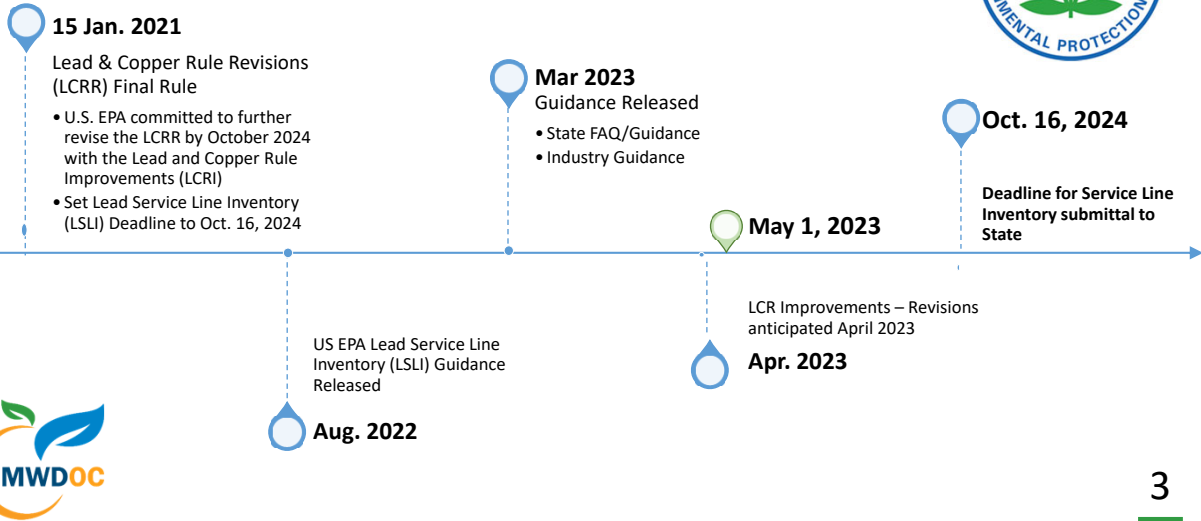 15 Jan. 2021
Lead & Copper Rule Revisions
(LCRR) Final Rule
• U.S. EPA committed to further
revise the LCRR by October 2024
with the Lead and Copper Rule
Improvements (LCRI)
• Set Lead Service Line Inventory
(LSLI) Deadline to Oct. 16, 2024
US EPA Lead Service Line
Inventory (LSLI) Guidance
Released
Aug. 2022
Mar 2023
Guidance Released
• State FAQ/Guidance
• Industry Guidance
May 1, 2023
LCR Improvements – Revisions
anticipated April 2023
Apr. 2023
Oct. 16, 2024
Deadline for Service Line
Inventory submittal to
State
MENTAL PROTECTION
MWDOC
3